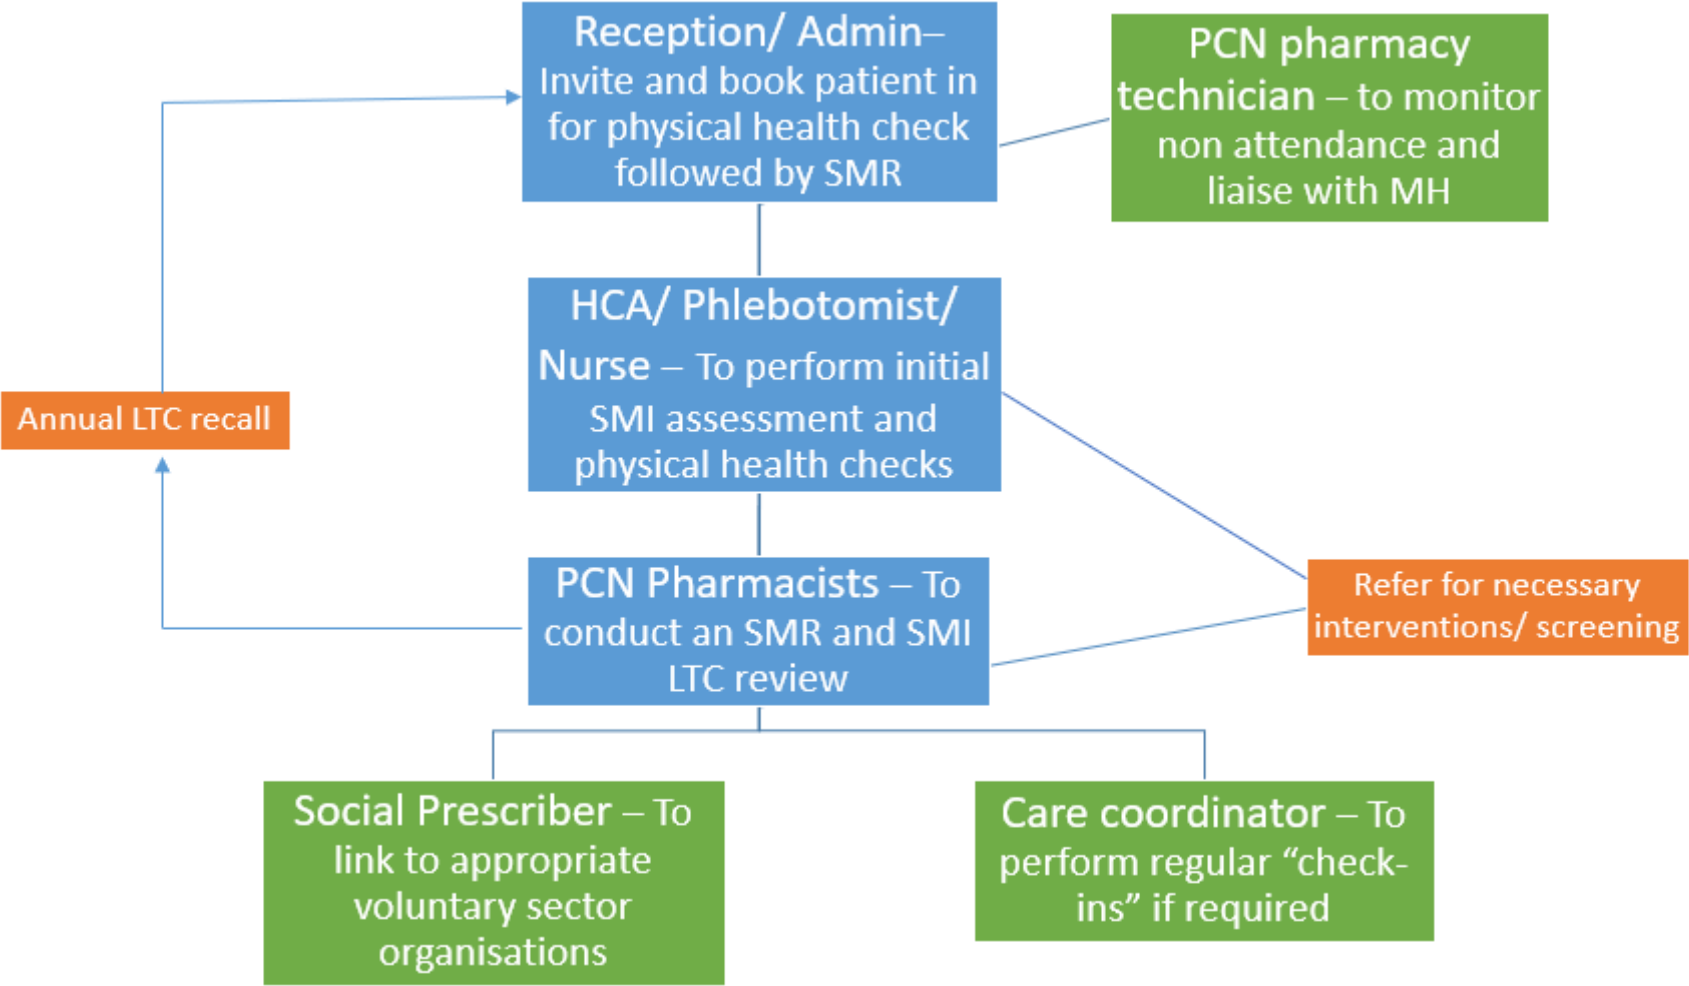 Reception/ Admin–
Invite and book patient in
for physical health check
followed by SMR
PCN pharmacy
technician – to monitor
non attendance and
liaise with MH
HCA/ Phlebotomist/
Nurse – To perform initial
SMI assessment and
physical health checks
Annual LTC recall
PCN Pharmacists – To
conduct an SMR and SMI
LTC review
Refer for necessary
interventions/ screening
Social Prescriber – To
link to appropriate
voluntary sector
organisations
Care coordinator – To
perform regular “check-
ins” if required